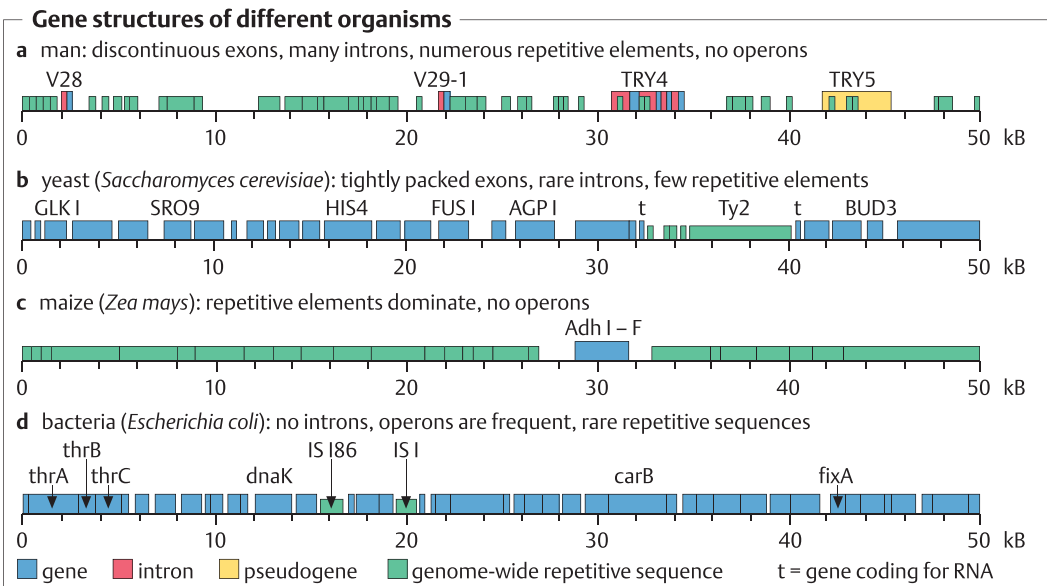 Gene structures of different organisms
a man: discontinuous exons, many introns, numerous repetitive elements, no operons
V28 V29-1 TRY4 TRY5
0 10 20 30 40 50 kB
b yeast (Saccharomyces cerevisiae): tightly packed exons, rare introns, few repetitive elements
GLK I SRO9 HIS4 FUS I AGP I t Ty2 t BUD3
0 10 20 30 40 50 kB
c maize (Zea mays): repetitive elements dominate, no operons
Adh I – F
0 10 20 30 40 50 kB
d bacteria (Escherichia coli): no introns, operons are frequent, rare repetitive sequences
thrB IS I86 IS I
thrA thrC dnaK carB fixA
0 10 20 30 40 50 kB
gene intron pseudogene genome-wide repetitive sequence t = gene coding for RNA